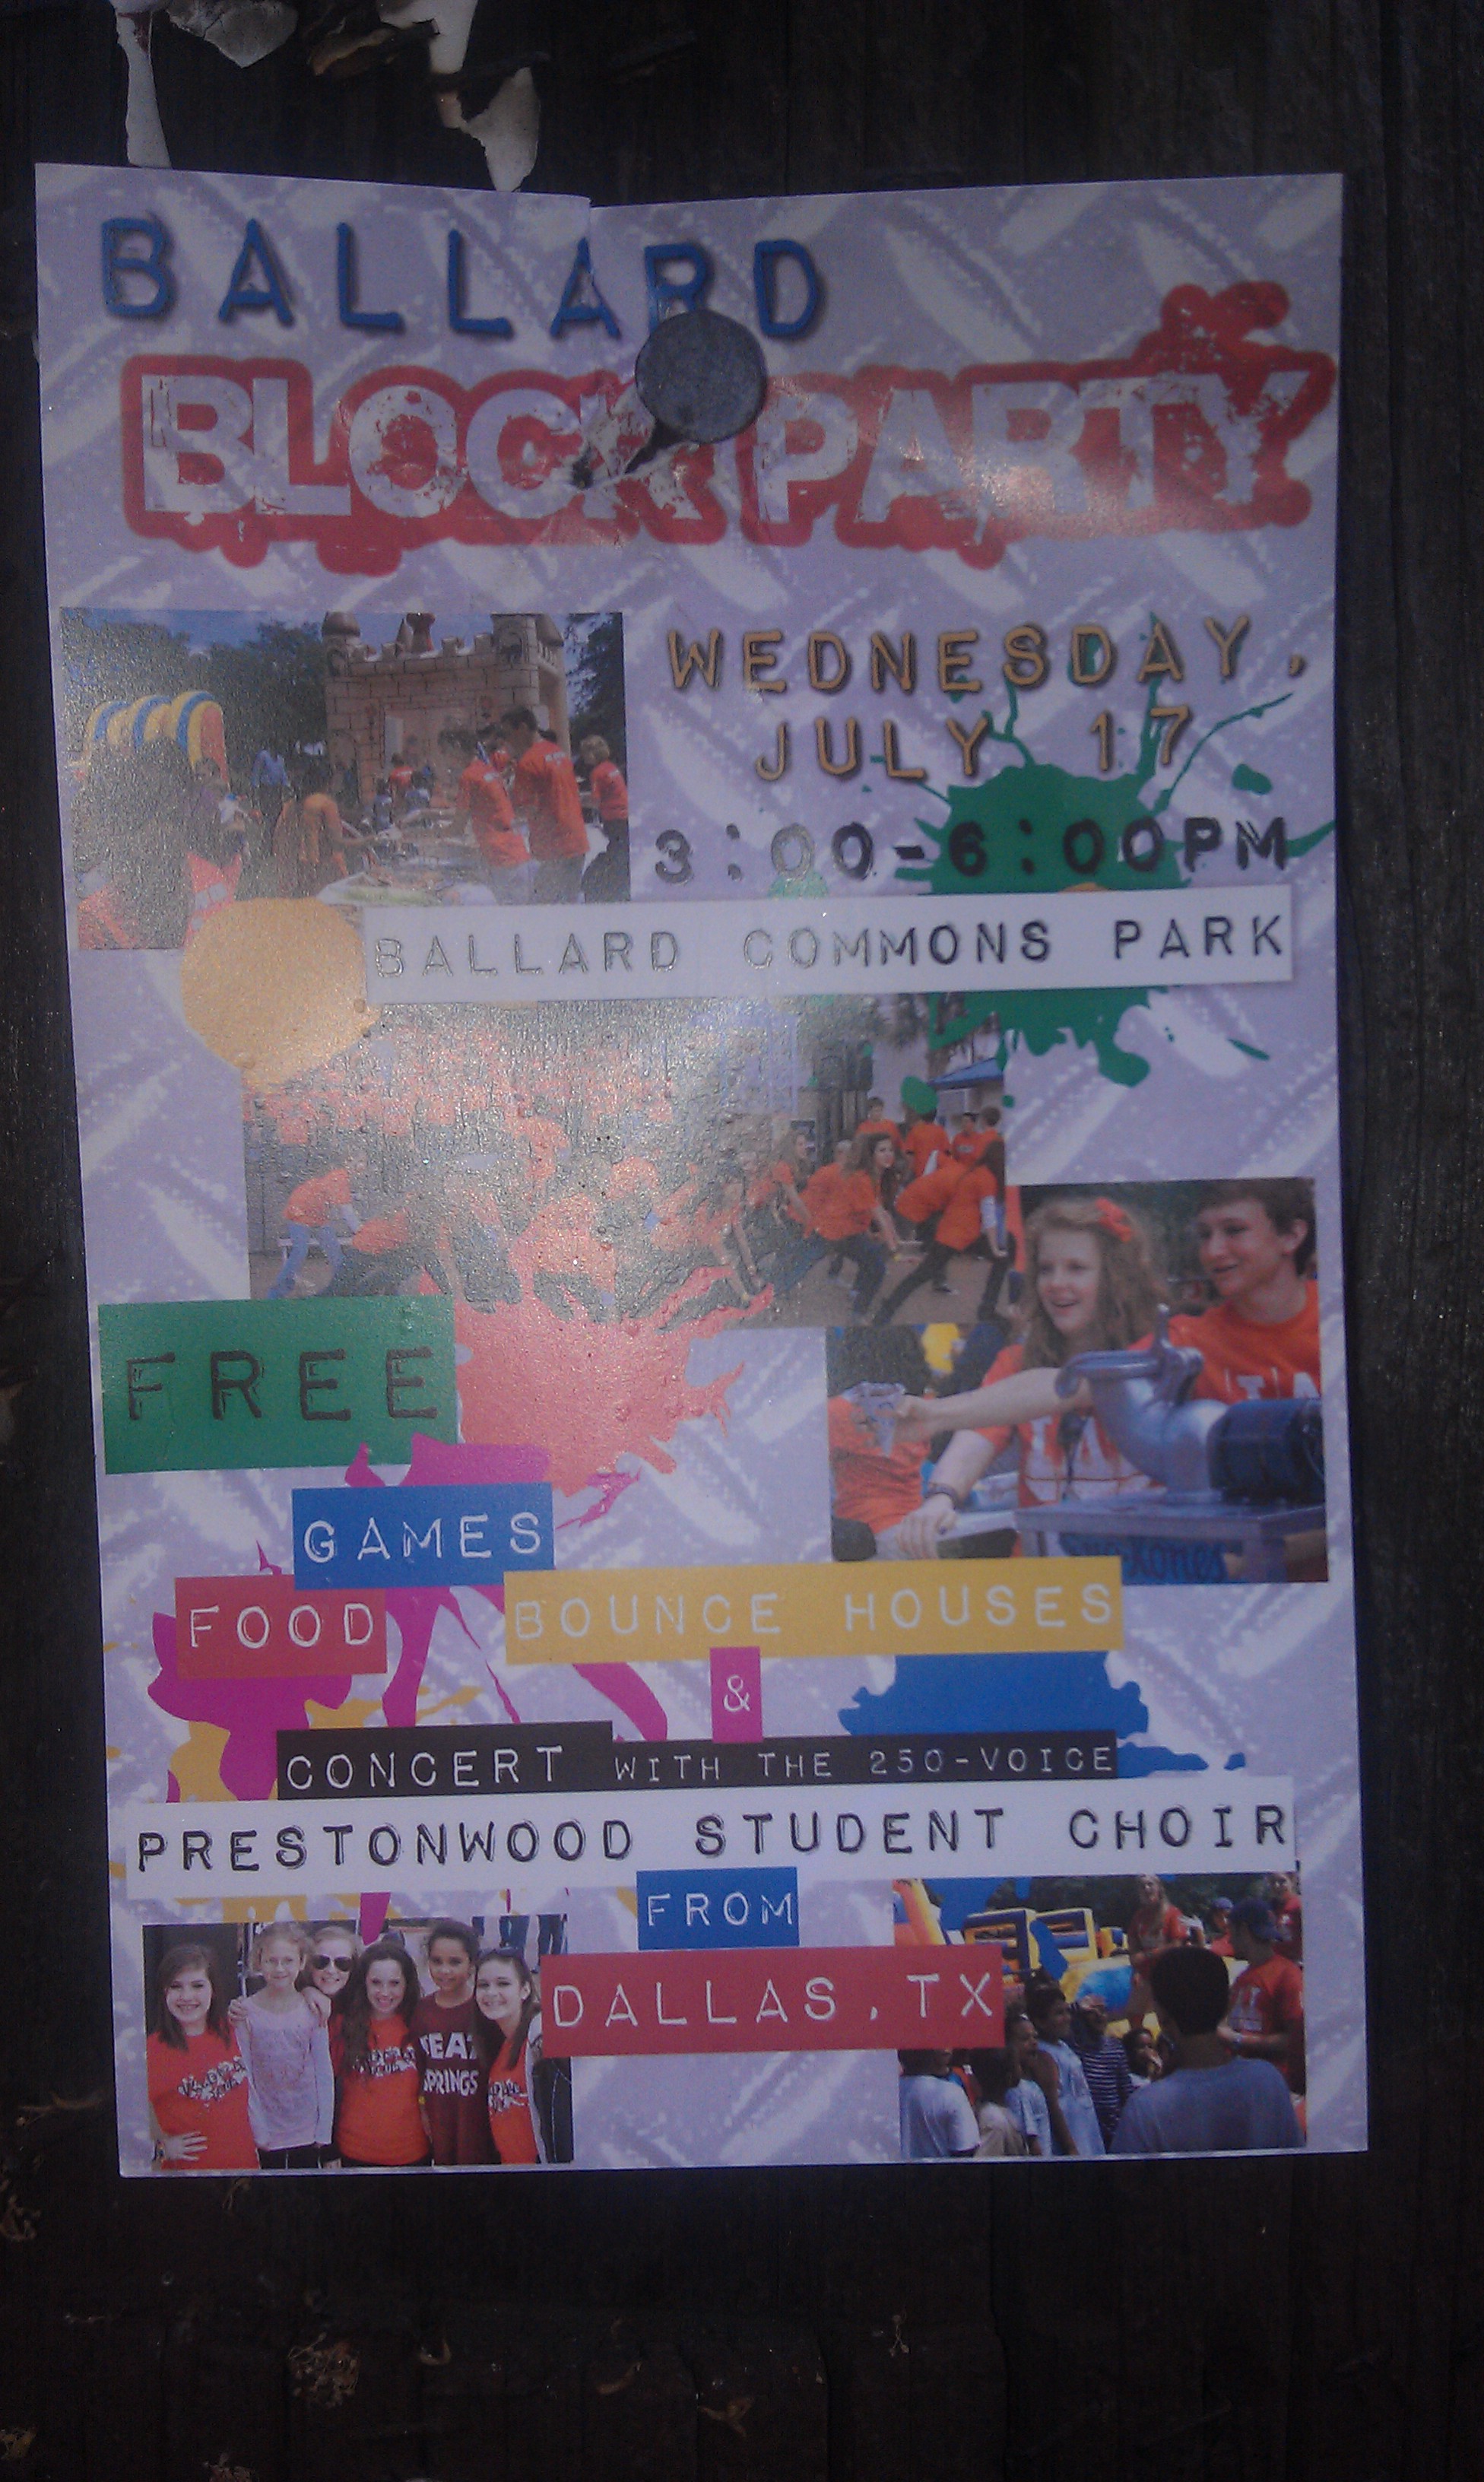 BALLARD
BLOCK PARTY
WEDNESDAY,
JULY 17
3:00-6:00PM
BALLARD COMMONS PARK
FREE
GAMES
FOOD BOUNCE HOUSES
&
CONCERT WITH THE 250-VOICE
PRESTONWOOD STUDENT CHOIR
FROM
DALLAS, TX